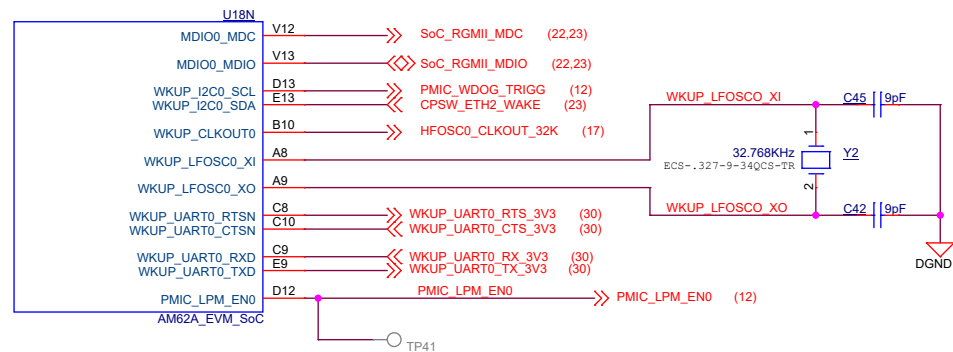 U18N
MDIO0_MDC V12 SoC_RGMII_MDC (22,23)
MDIO0_MDIO V13 SoC_RGMII_MDIO (22,23)
WKUP_I2C0_SCL D13 PMIC_WDOG_TRIGG (12)
WKUP_I2C0_SDA E13 CPSW_ETH2_WAKE (23)
WKUP_CLKOUT0 B10 HFOSC0_CLKOUT_32K (17)
WKUP_LFOSC0_XI A8
WKUP_LFOSC0_XO A9
WKUP_UART0_RTSN C8 WKUP_UART0_RTS_3V3 (30)
WKUP_UART0_CTSN C10 WKUP_UART0_CTS_3V3 (30)
WKUP_UART0_RXD C9 WKUP_UART0_RX_3V3 (30)
WKUP_UART0_TXD E9 WKUP_UART0_TX_3V3 (30)
PMIC_LPM_EN0 D12 PMIC_LPM_EN0 PMIC_LPM_EN0 (12)
AM62A_EVM_SoC
TP41
WKUP_LFOSCO_XI C45 9pF
1
32.768KHz Y2
ECS-.327-9-34QCS-TR
2
WKUP_LFOSCO_XO C42 9pF
DGND